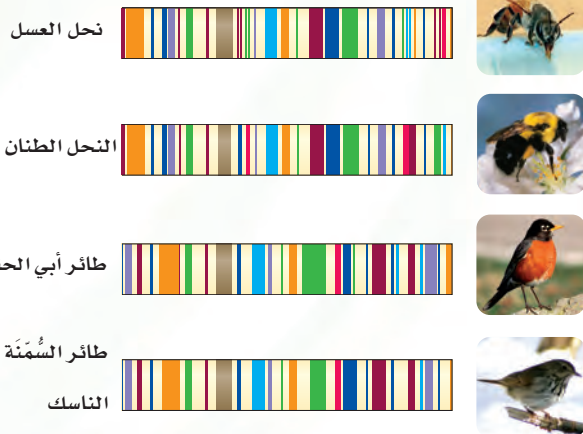 نحل العسل
النحل الطنان
طائر أبي
طائر السُّمّنَة
الناسك